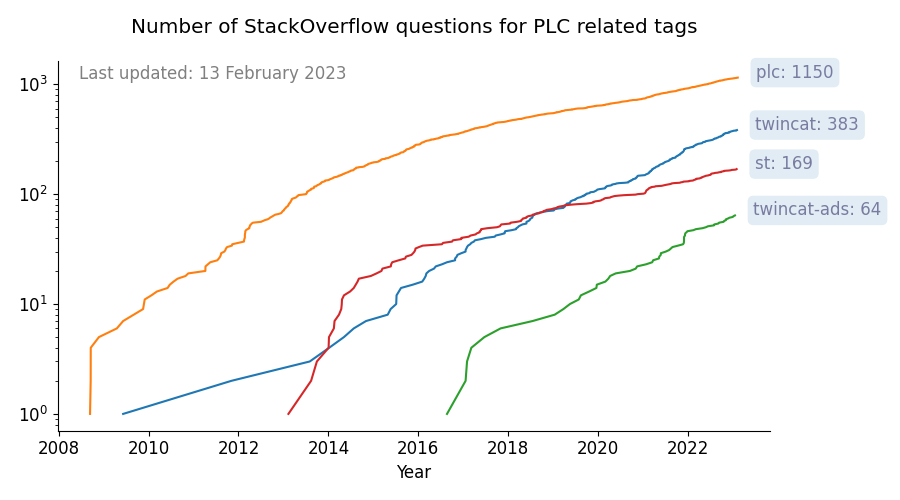 Number of StackOverflow questions for PLC related tags
Last updated: 13 February 2023
plc: 1150
twincat: 383
st: 169
twincat-ads: 64
10³
10²
10¹
10⁰
2008 2010 2012 2014 2016 2018 2020 2022
Year